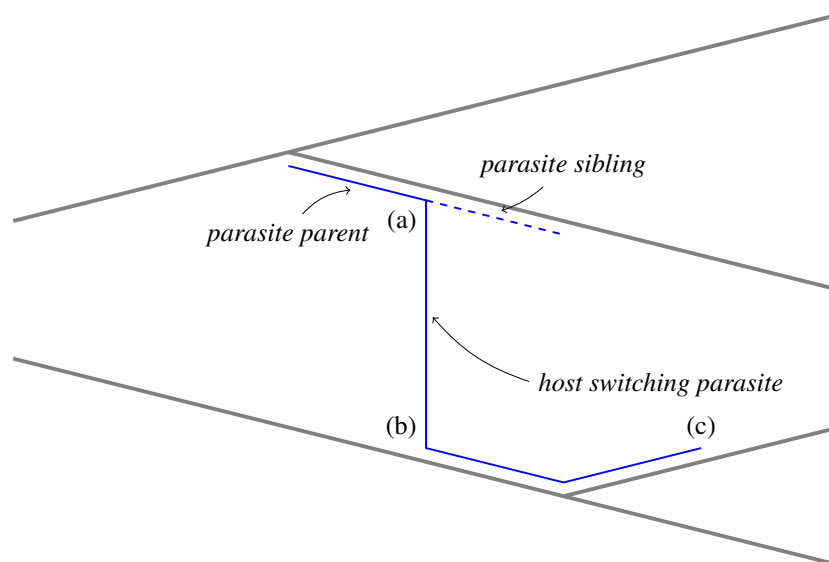 parasite sibling
(a)
parasite parent
host switching parasite
(b)
(c)